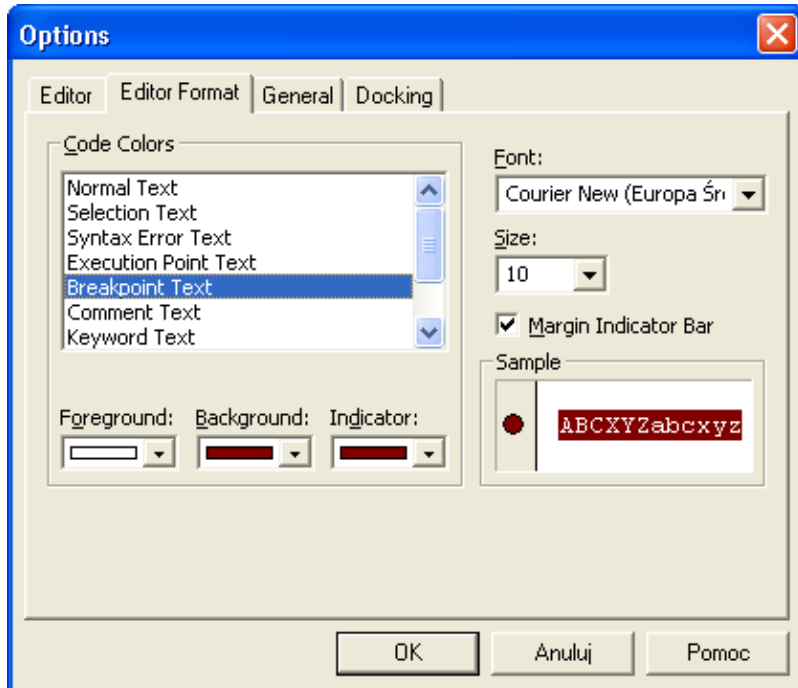 Options
Editor
Editor Format
General
Docking
Code Colors
Normal Text
Selection Text
Syntax Error Text
Execution Point Text
Breakpoint Text
Comment Text
Keyword Text
Foreground:
Background:
Indicator:
Font:
Courier New (Europa Śr
Size:
10
Margin Indicator Bar
Sample
ABCXYZabcxyz
OK
Anuluj
Pomoc